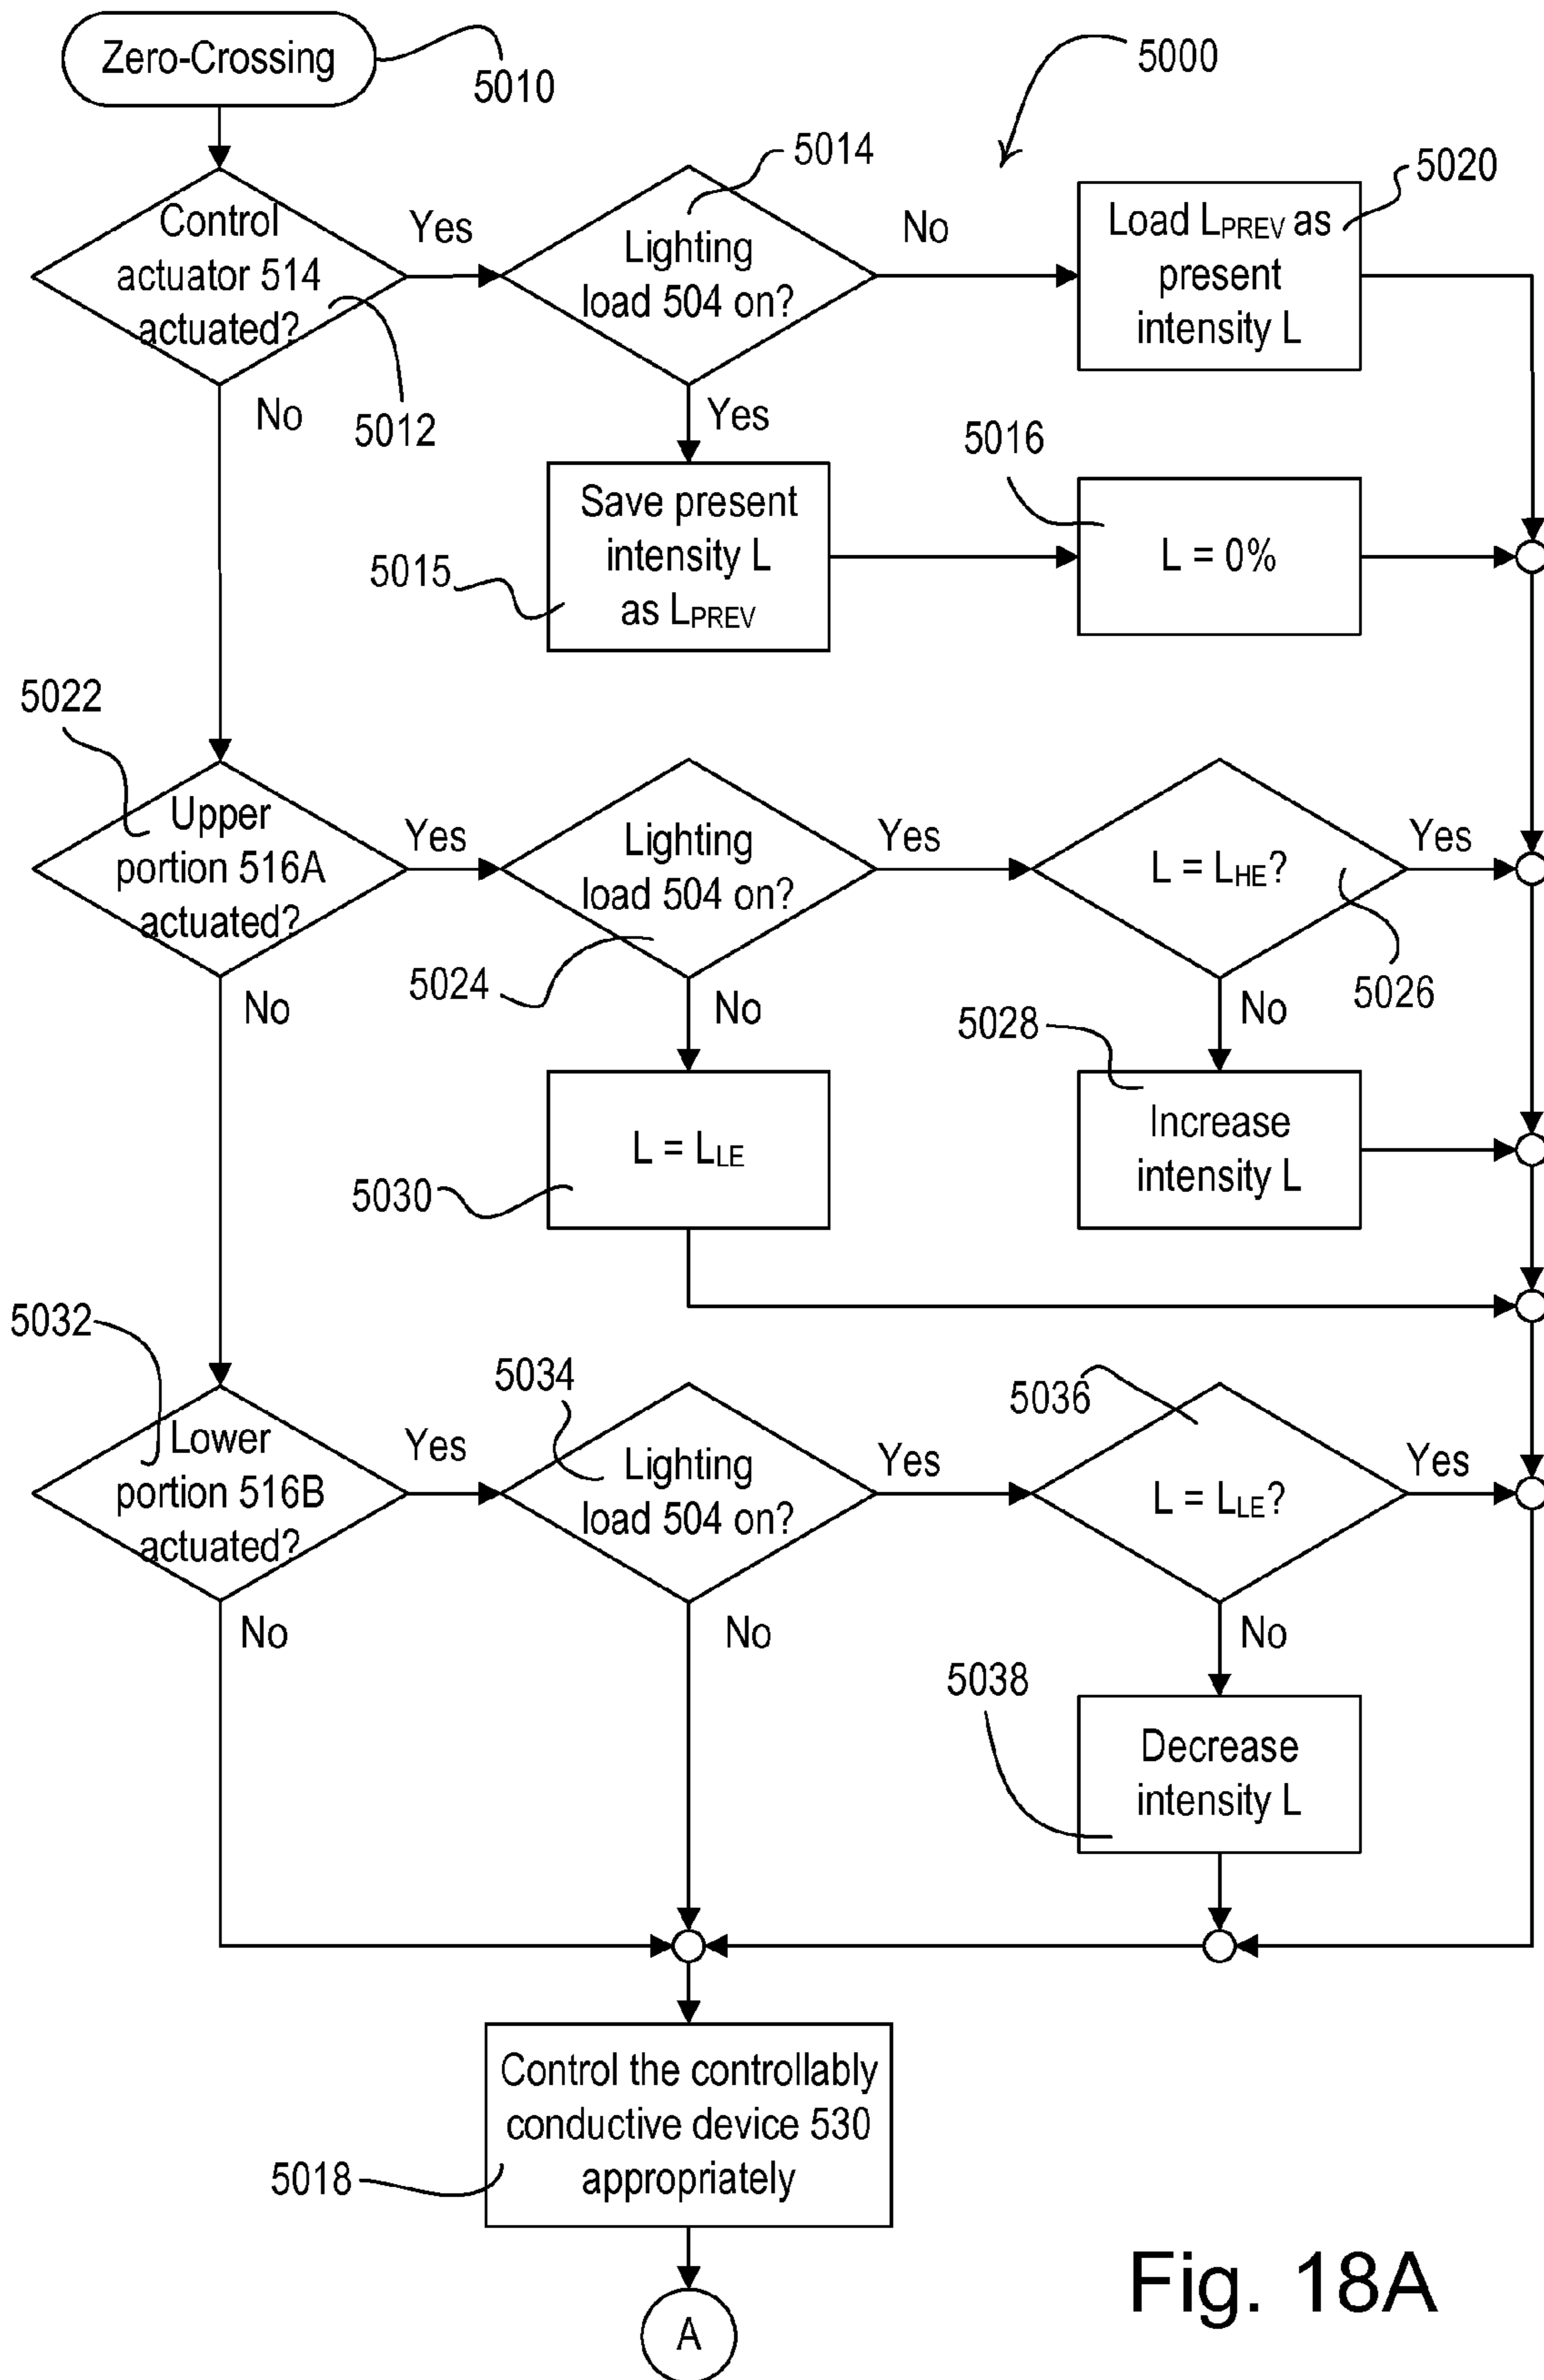 Zero-Crossing
5010
5000
5014
5020
Control
actuator 514
actuated?
Yes
Lighting
load 504 on?
No
Load LPREV as
present
intensity L
No
5012
Yes
5016
Save present
intensity L
as LPREV
L = 0%
5015
5022
Upper
portion 516A
actuated?
Yes
Lighting
load 504 on?
Yes
L = LHE?
Yes
5024
5026
No
No
5028
No
L = LLE
Increase
intensity L
5030
5032
5034
5036
Lower
portion 516B
actuated?
Yes
Lighting
load 504 on?
Yes
L = LLE?
Yes
No
No
No
5038
Decrease
intensity L
Control the controllably
conductive device 530
appropriately
5018
A
Fig. 18A